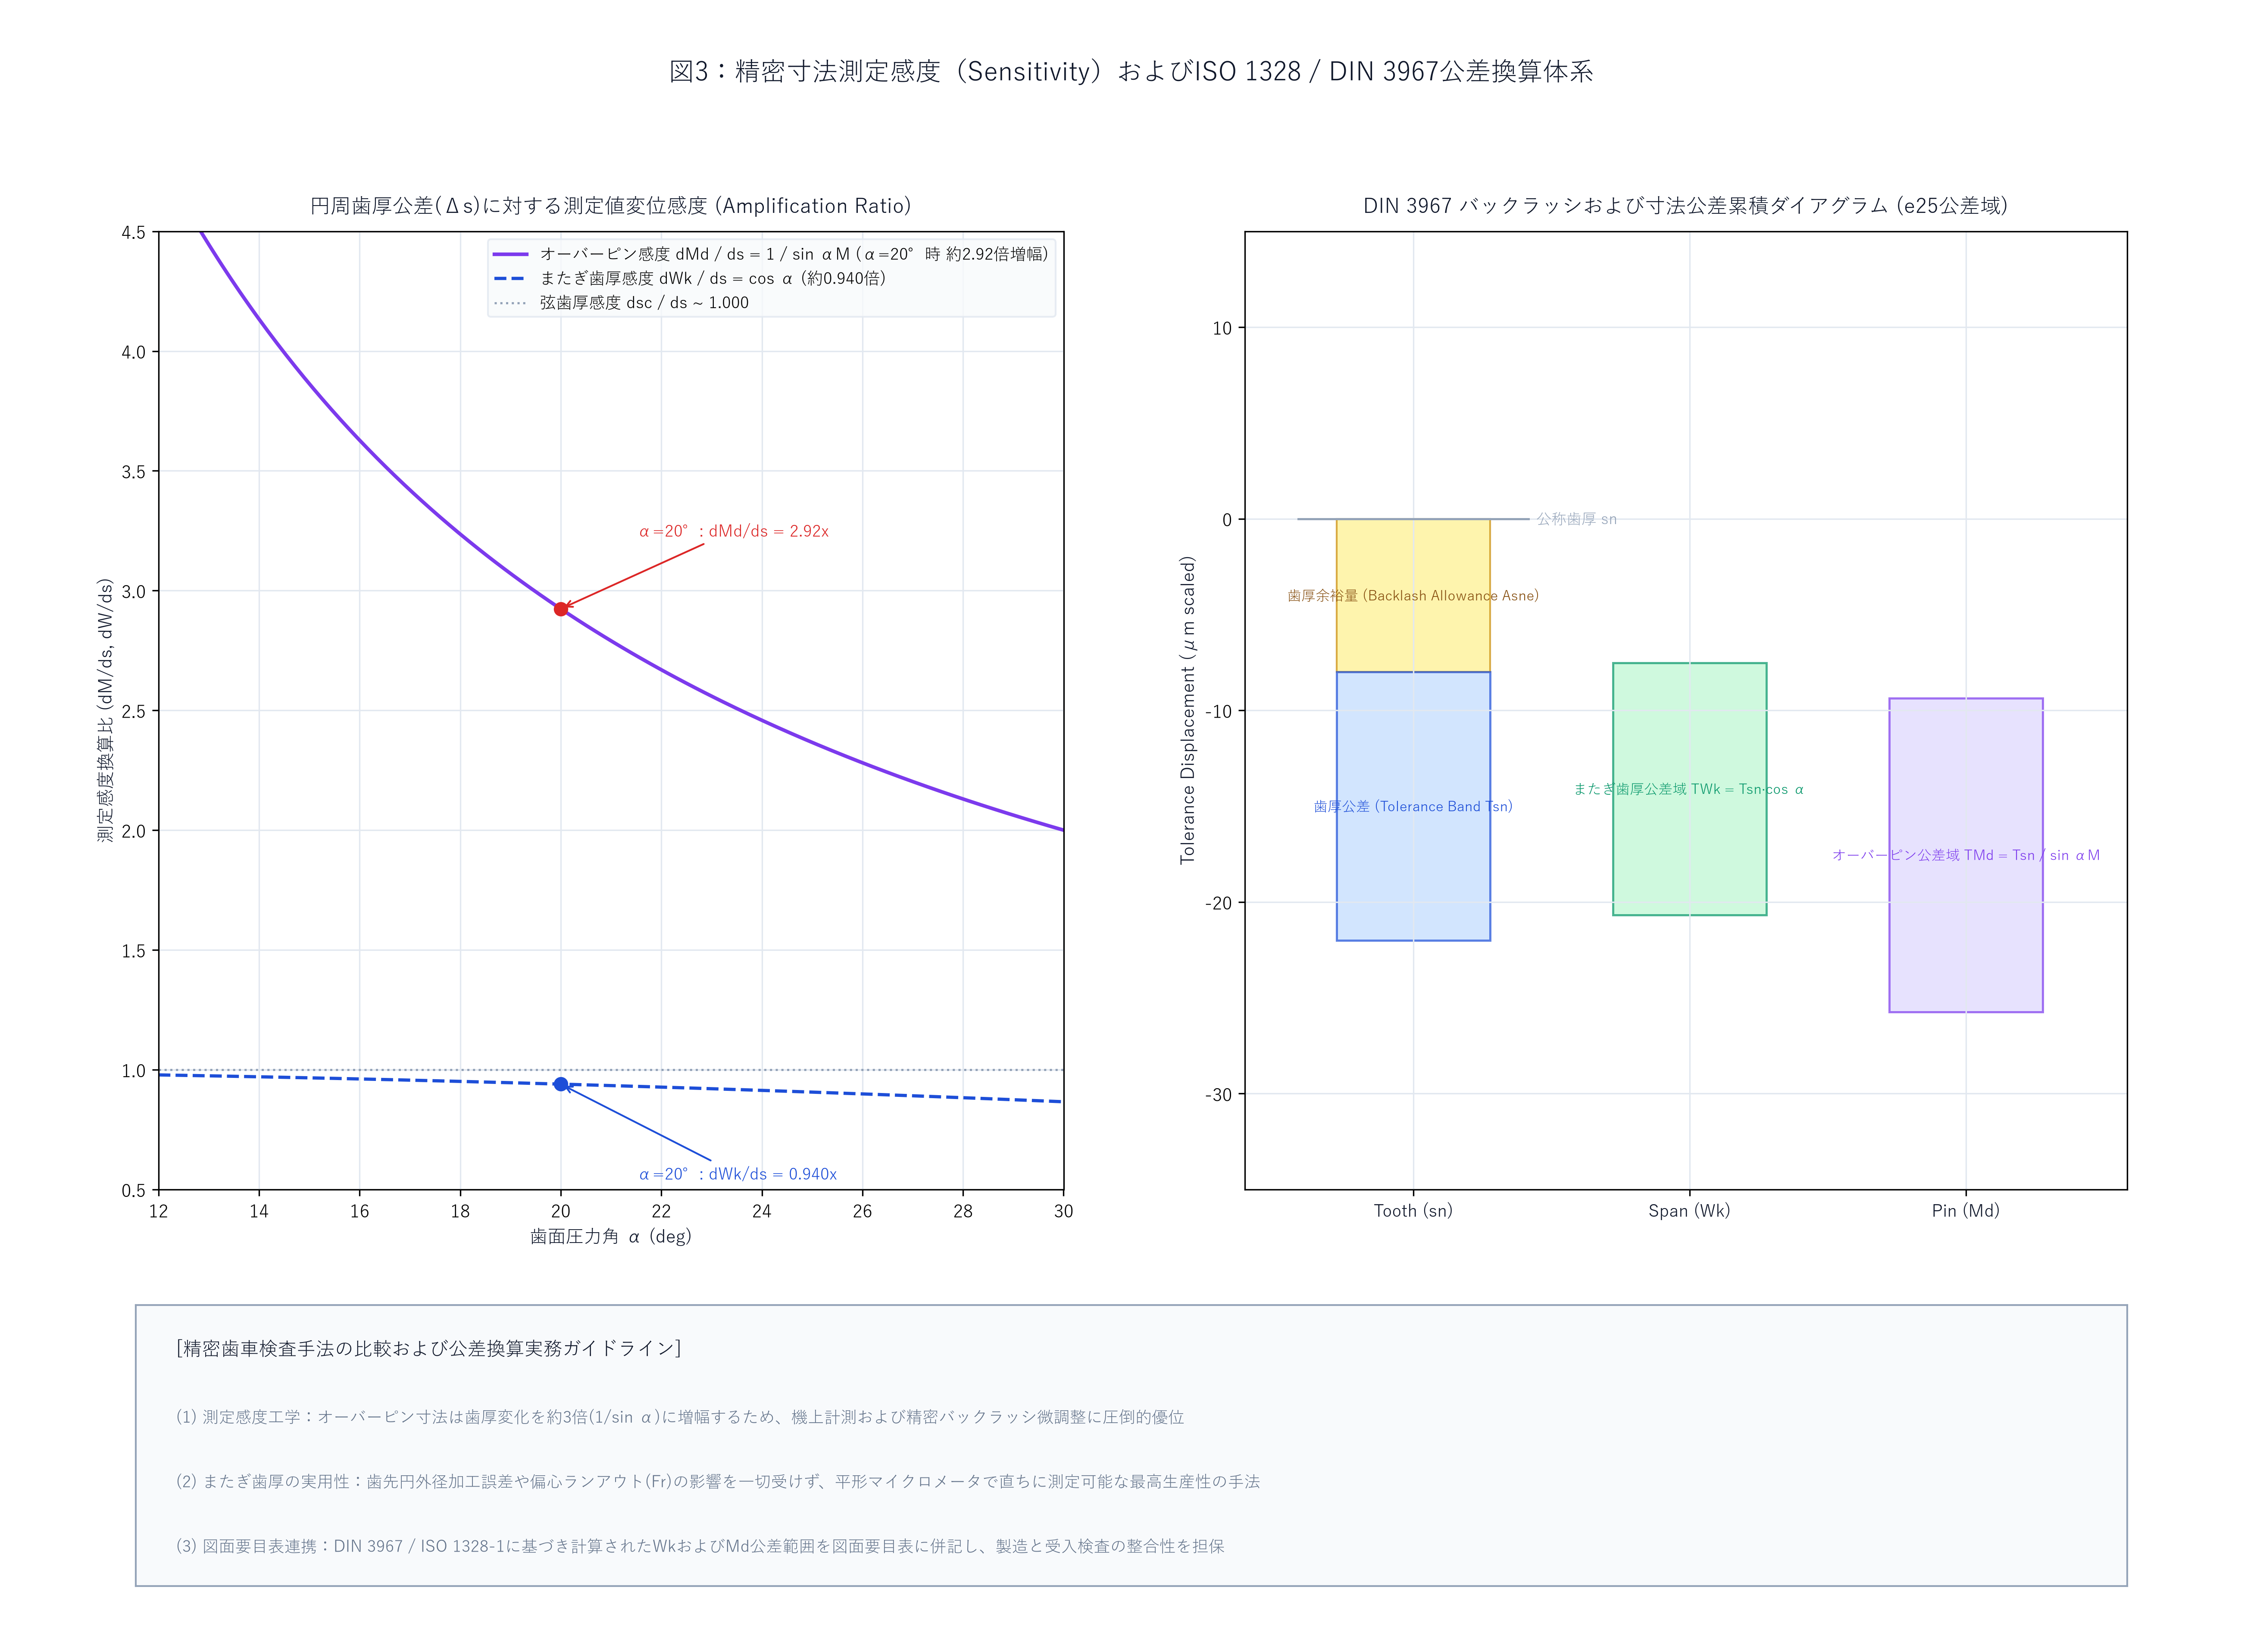 図3：精密寸法測定感度（Sensitivity）およびISO 1328 / DIN 3967公差換算体系
円周歯厚公差(Δs)に対する測定値変位感度 (Amplification Ratio)
オーバーピン感度 dMd / ds = 1 / sin αM (α=20° 時 約2.92倍増幅)
またぎ歯厚感度 dWk / ds = cos α (約0.940倍)
弦歯厚感度 dsc / ds ~ 1.000
測定感度換算比 (dM/ds, dW/ds)
4.5
4.0
3.5
3.0
2.5
2.0
1.5
1.0
0.5
α=20° : dMd/ds = 2.92x
α=20° : dWk/ds = 0.940x
12 14 16 18 20 22 24 26 28 30
歯面圧力角 α (deg)
DIN 3967 バックラッシおよび寸法公差累積ダイアグラム (e25公差域)
Tolerance Displacement (μm scaled)
10
0
-10
-20
-30
公称歯厚 sn
歯厚余裕量 (Backlash Allowance Asne)
歯厚公差 (Tolerance Band Tsn)
またぎ歯厚公差域 TWk = Tsn·cos α
オーバーピン公差域 TMd = Tsn / sin αM
Tooth (sn) Span (Wk) Pin (Md)
[精密歯車検査手法の比較および公差換算実務ガイドライン]
(1) 測定感度工学：オーバーピン寸法は歯厚変化を約3倍(1/sin α)に増幅するため、機上計測および精密バックラッシ微調整に圧倒的優位
(2) またぎ歯厚の実用性：歯先円外径加工誤差や偏心ランアウト(Fr)の影響を一切受けず、平形マイクロメータで直ちに測定可能な最高生産性の手法
(3) 図面要目表連携：DIN 3967 / ISO 1328-1に基づき計算されたWkおよびMd公差範囲を図面要目表に併記し、製造と受入検査の整合性を担保